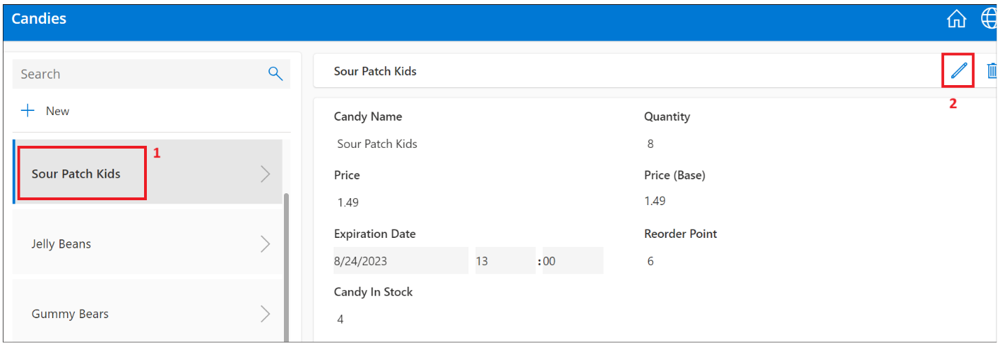 Candies
Search
New
Sour Patch Kids
1
Jelly Beans
Gummy Bears
Sour Patch Kids
2
Candy Name
Quantity
Sour Patch Kids
8
Price
Price (Base)
1.49
1.49
Expiration Date
Reorder Point
8/24/2023 13 :00
6
Candy In Stock
4